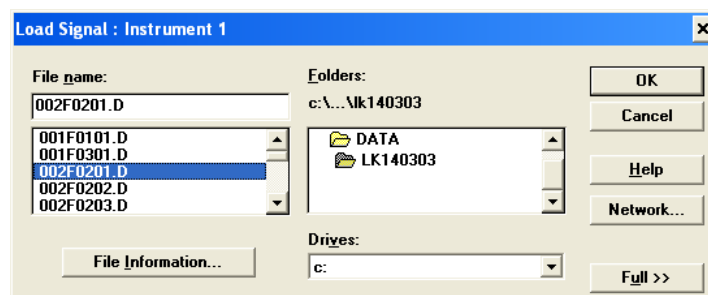 Load Signal : Instrument 1
File name:
002F0201.D
001F0101.D
001F0301.D
002F0201.D
002F0202.D
002F0203.D
File Information...
Folders:
c:\...\lk140303
DATA
LK140303
Drives:
c:
OK
Cancel
Help
Network...
Full >>